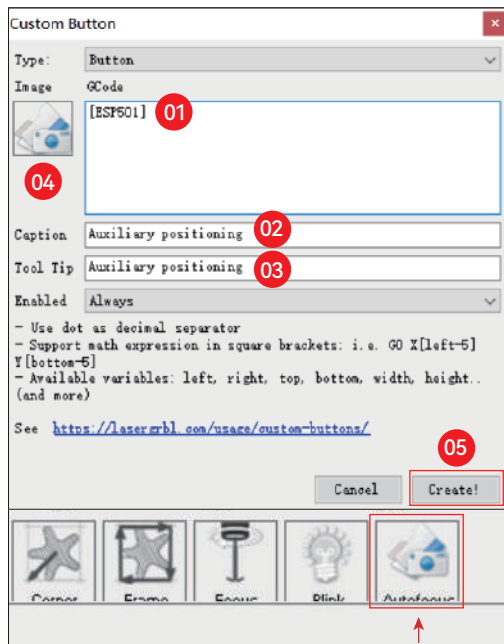 Custom Button
Type: Button
Image GCode
[ESP501] 01
04
Caption Auxiliary positioning 02
Tool Tip Auxiliary positioning 03
Enabled Always
- Use dot as decimal separator
- Support math expression in square brackets: i.e. G0 X[left-5]
Y[bottom-5]
- Available variables: left, right, top, bottom, width, height..
(and more)
See https://lasergrbl.com/usage/custom-buttons/
05
Cancel Create!
Corner Frame Focus Blink Autofocus